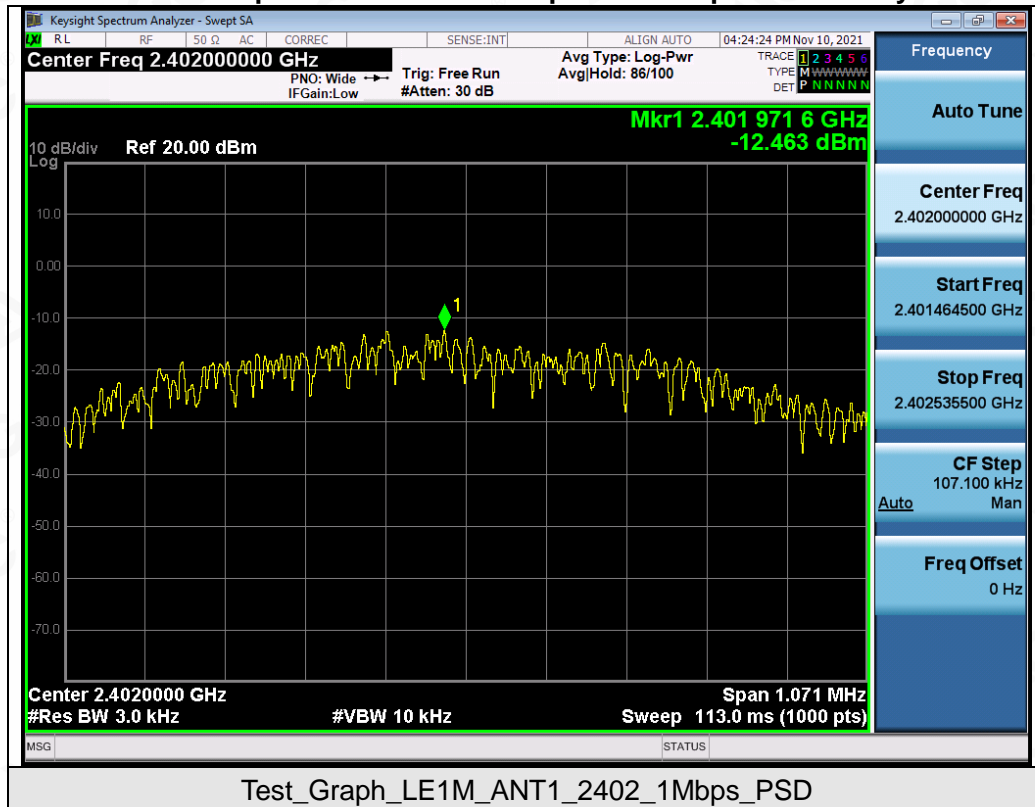 Keysight Spectrum Analyzer - Swept SA
LXI RL RF 50 Ω AC CORREC SENSE:INT ALIGN AUTO 04:24:24 PM Nov 10, 2021
Center Freq 2.402000000 GHz
PNO: Wide
IFGain:Low
Trig: Free Run
#Atten: 30 dB
Avg Type: Log-Pwr
Avg|Hold: 86/100
TRACE 1 2 3 4 5 6
TYPE M WWWWW
DET P N N N N N
Mkr1 2.401 971 6 GHz
-12.463 dBm
10 dB/div Ref 20.00 dBm
Log
10.0
0.00
-10.0
-20.0
-30.0
-40.0
-50.0
-60.0
-70.0
1
Center 2.4020000 GHz Span 1.071 MHz
#Res BW 3.0 kHz #VBW 10 kHz Sweep 113.0 ms (1000 pts)
MSG STATUS
Frequency
Auto Tune
Center Freq
2.402000000 GHz
Start Freq
2.401464500 GHz
Stop Freq
2.402535500 GHz
CF Step
107.100 kHz
Auto Man
Freq Offset
0 Hz
Test_Graph_LE1M_ANT1_2402_1Mbps_PSD